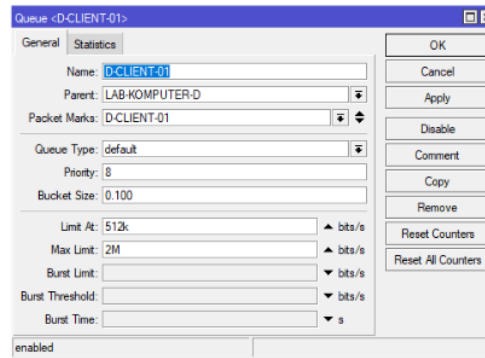 Queue <D-CLIENT-01>
General Statistics
Name: D-CLIENT-01
Parent: LAB-KOMPUTER-D
Packet Marks: D-CLIENT-01
Queue Type: default
Priority: 8
Bucket Size: 0.100
Limit At: 512k bits/s
Max Limit: 2M bits/s
Burst Limit: bits/s
Burst Threshold: bits/s
Burst Time: s
enabled
OK
Cancel
Apply
Disable
Comment
Copy
Remove
Reset Counters
Reset All Counters